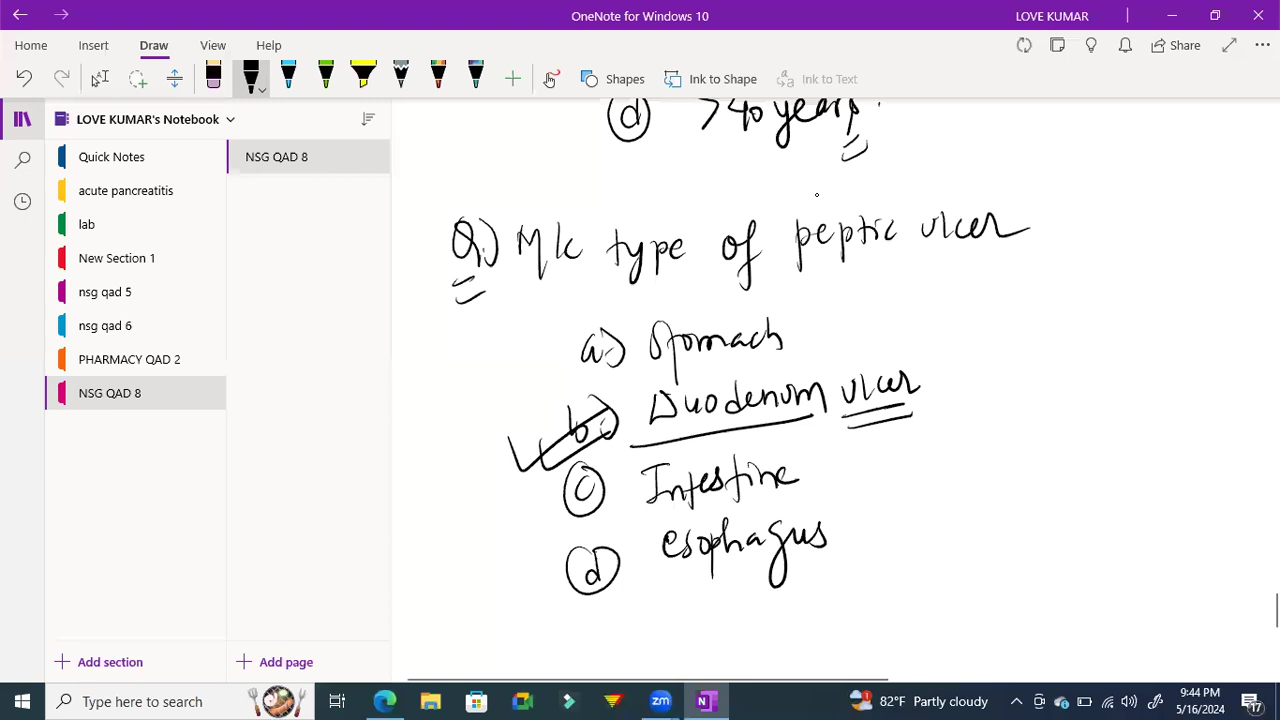 OneNote for Windows 10
LOVE KUMAR
Home Insert Draw View Help
Share
Shapes
Ink to Shape
Ink to Text
LOVE KUMAR's Notebook
Quick Notes
acute pancreatitis
lab
New Section 1
nsg qad 5
nsg qad 6
PHARMACY QAD 2
NSG QAD 8
Add section
NSG QAD 8
Add page
d >40 years.
Q.) M/c type of peptic ulcer
a.) Stomach
b.) Duodenum ulcer
c Intestine
d esophagus
Type here to search
zm
N
1
82°F Partly cloudy
9:44 PM
5/16/2024
17